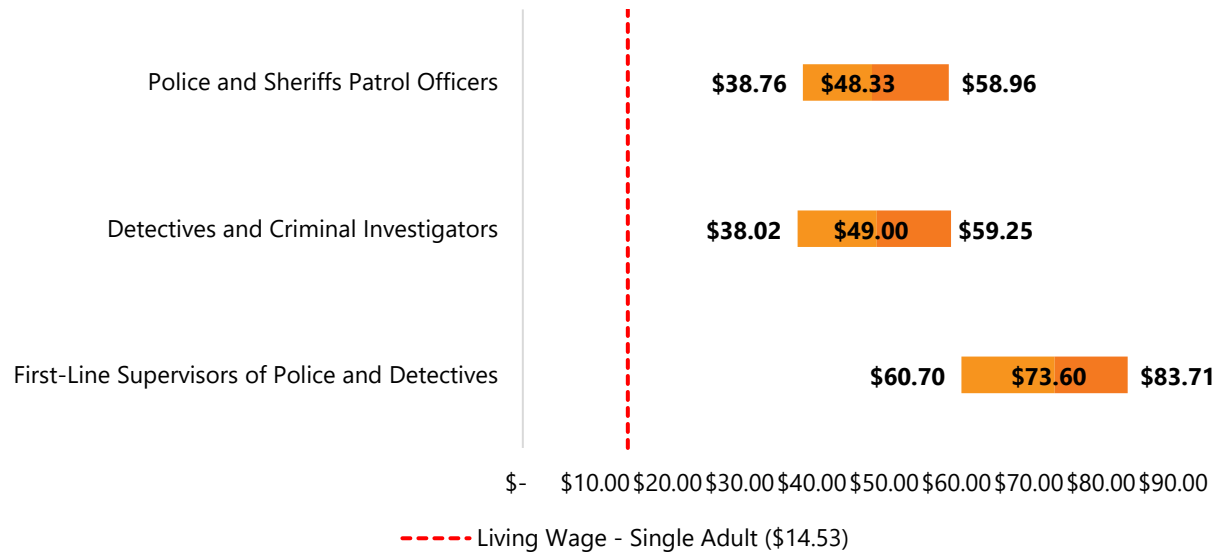 Police and Sheriffs Patrol Officers $38.76 $48.33 $58.96
Detectives and Criminal Investigators $38.02 $49.00 $59.25
First-Line Supervisors of Police and Detectives $60.70 $73.60 $83.71
$- $10.00 $20.00 $30.00 $40.00 $50.00 $60.00 $70.00 $80.00 $90.00
Living Wage - Single Adult ($14.53)